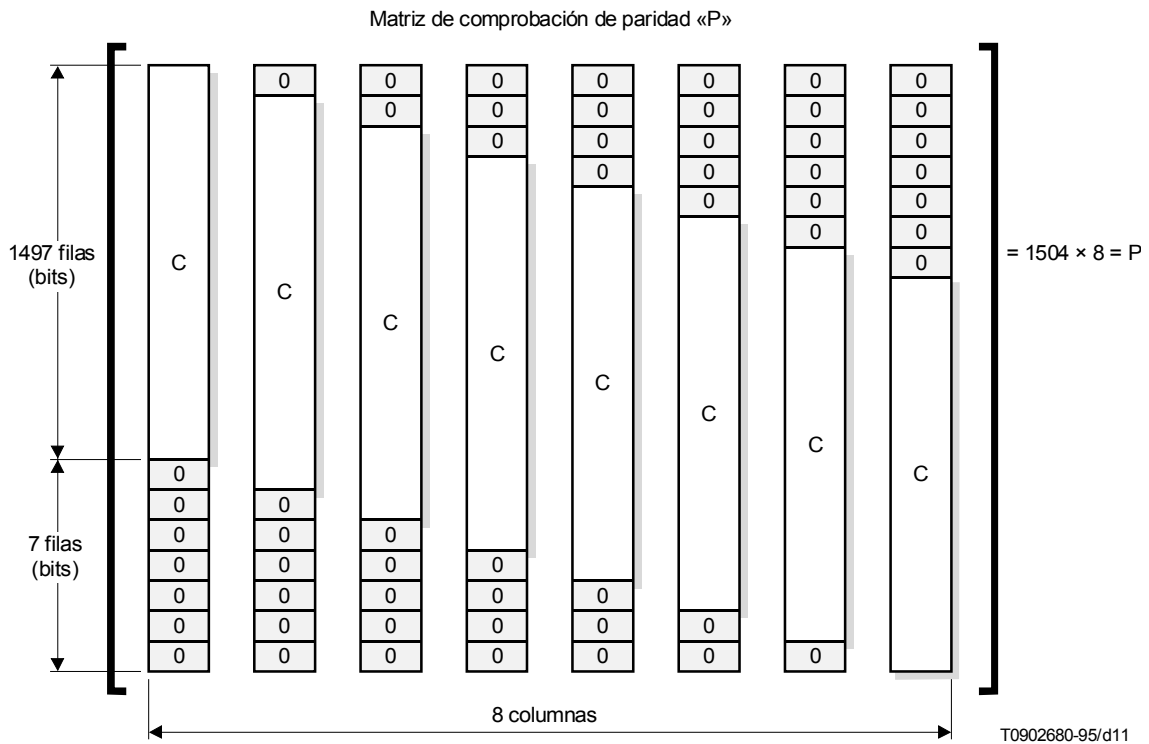 Matriz de comprobación de paridad «P»
0 0 0 0 0 0 0
0 0 0 0 0 0
0 0 0 0 0
0 0 0 0
0 0 0
0 0
1497 filas
(bits)
C
0
= 1504 × 8 = P
C
C
C
C
C
C
0
C
0 0
0 0 0
7 filas
(bits)
0 0 0 0
0 0 0 0 0
0 0 0 0 0 0
0 0 0 0 0 0 0
8 columnas
T0902680-95/d11